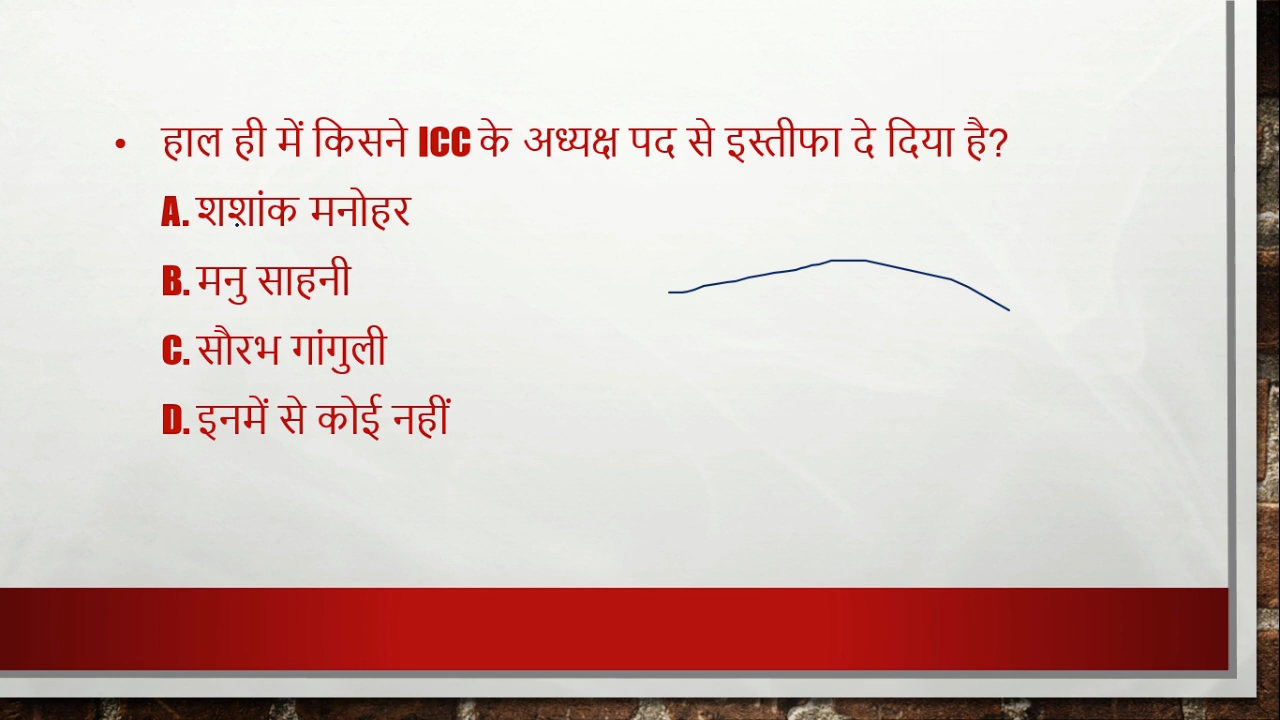 • हाल ही में किसने ICC के अध्यक्ष पद से इस्तीफा दे दिया है?
A. शशांक मनोहर
B. मनु साहनी
C. सौरभ गांगुली
D. इनमें से कोई नहीं